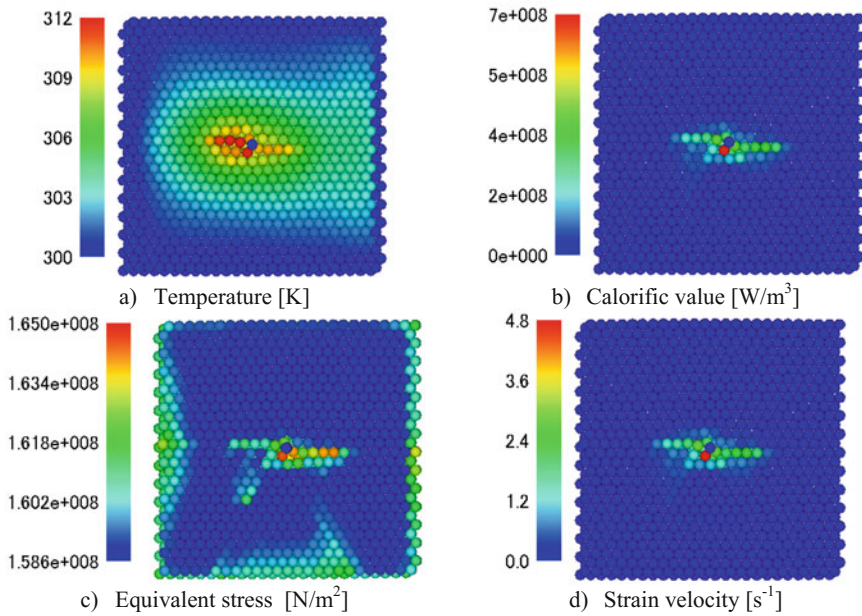 312
309
306
303
300
a) Temperature [K]
7e+008
6e+008
4e+008
2e+008
0e+000
b) Calorific value [W/m³]
1.650e+008
1.634e+008
1.618e+008
1.602e+008
1.586e+008
c) Equivalent stress [N/m²]
4.8
3.6
2.4
1.2
0.0
d) Strain velocity [s⁻¹]